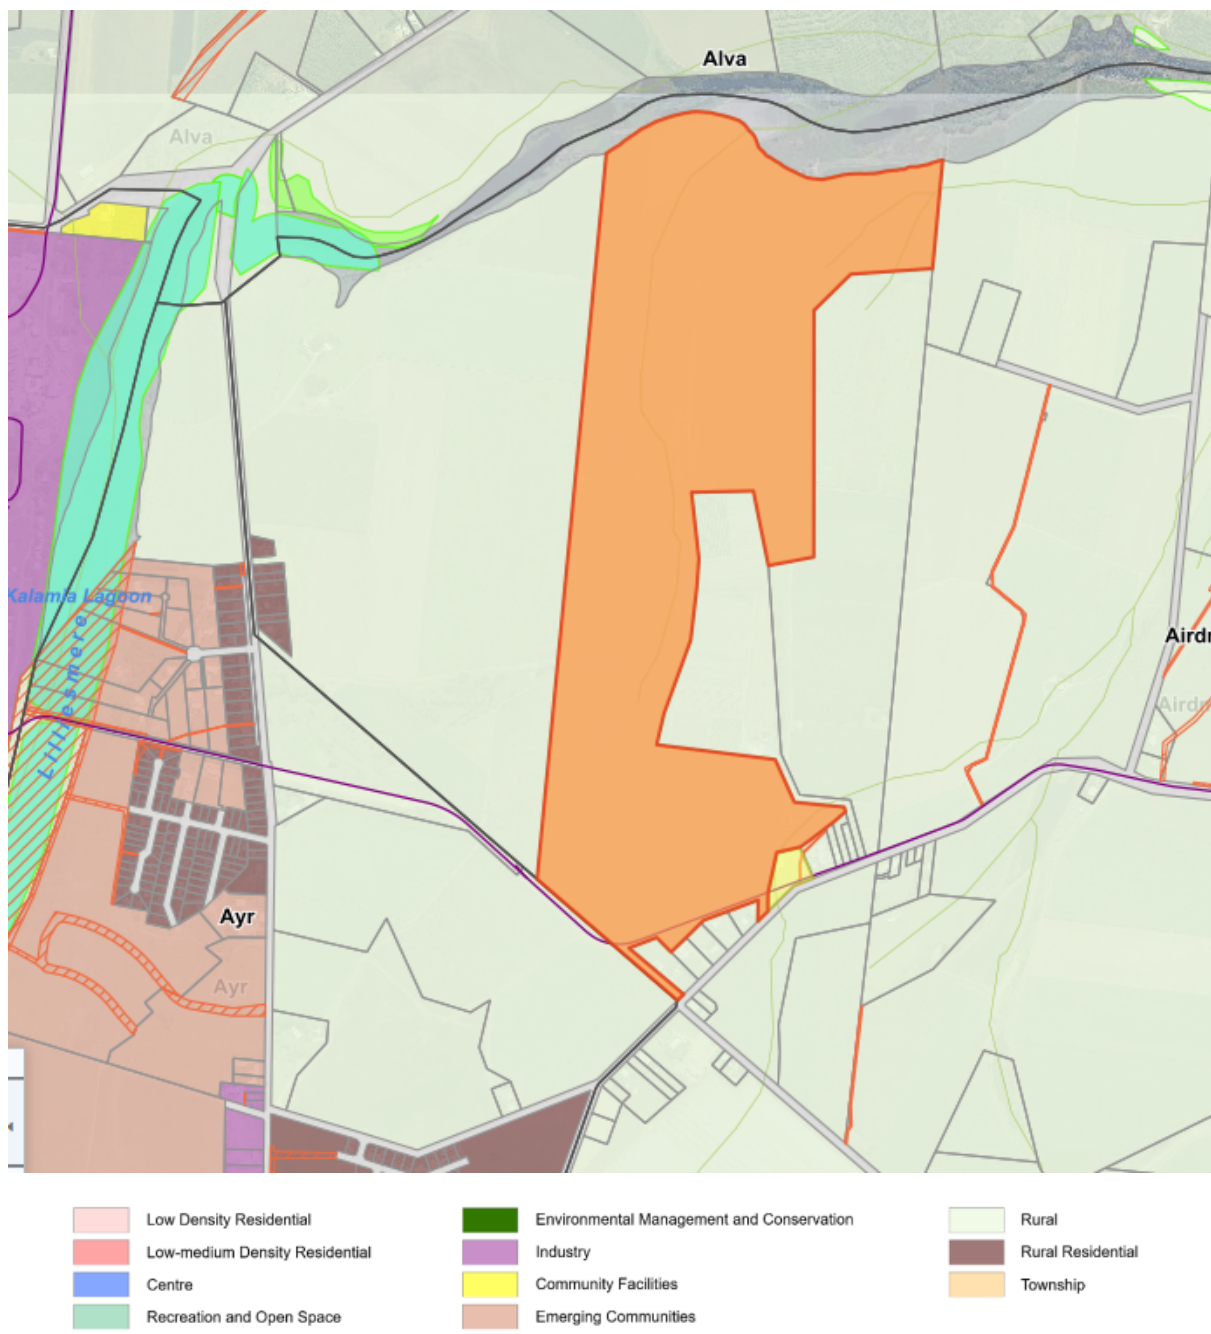 Alva
Alva
Kalamia Lagoon
Lilliesmere
Airdr
Airdr
Ayr
Ayr
Low Density Residential
Low-medium Density Residential
Centre
Recreation and Open Space
Environmental Management and Conservation
Industry
Community Facilities
Emerging Communities
Rural
Rural Residential
Township